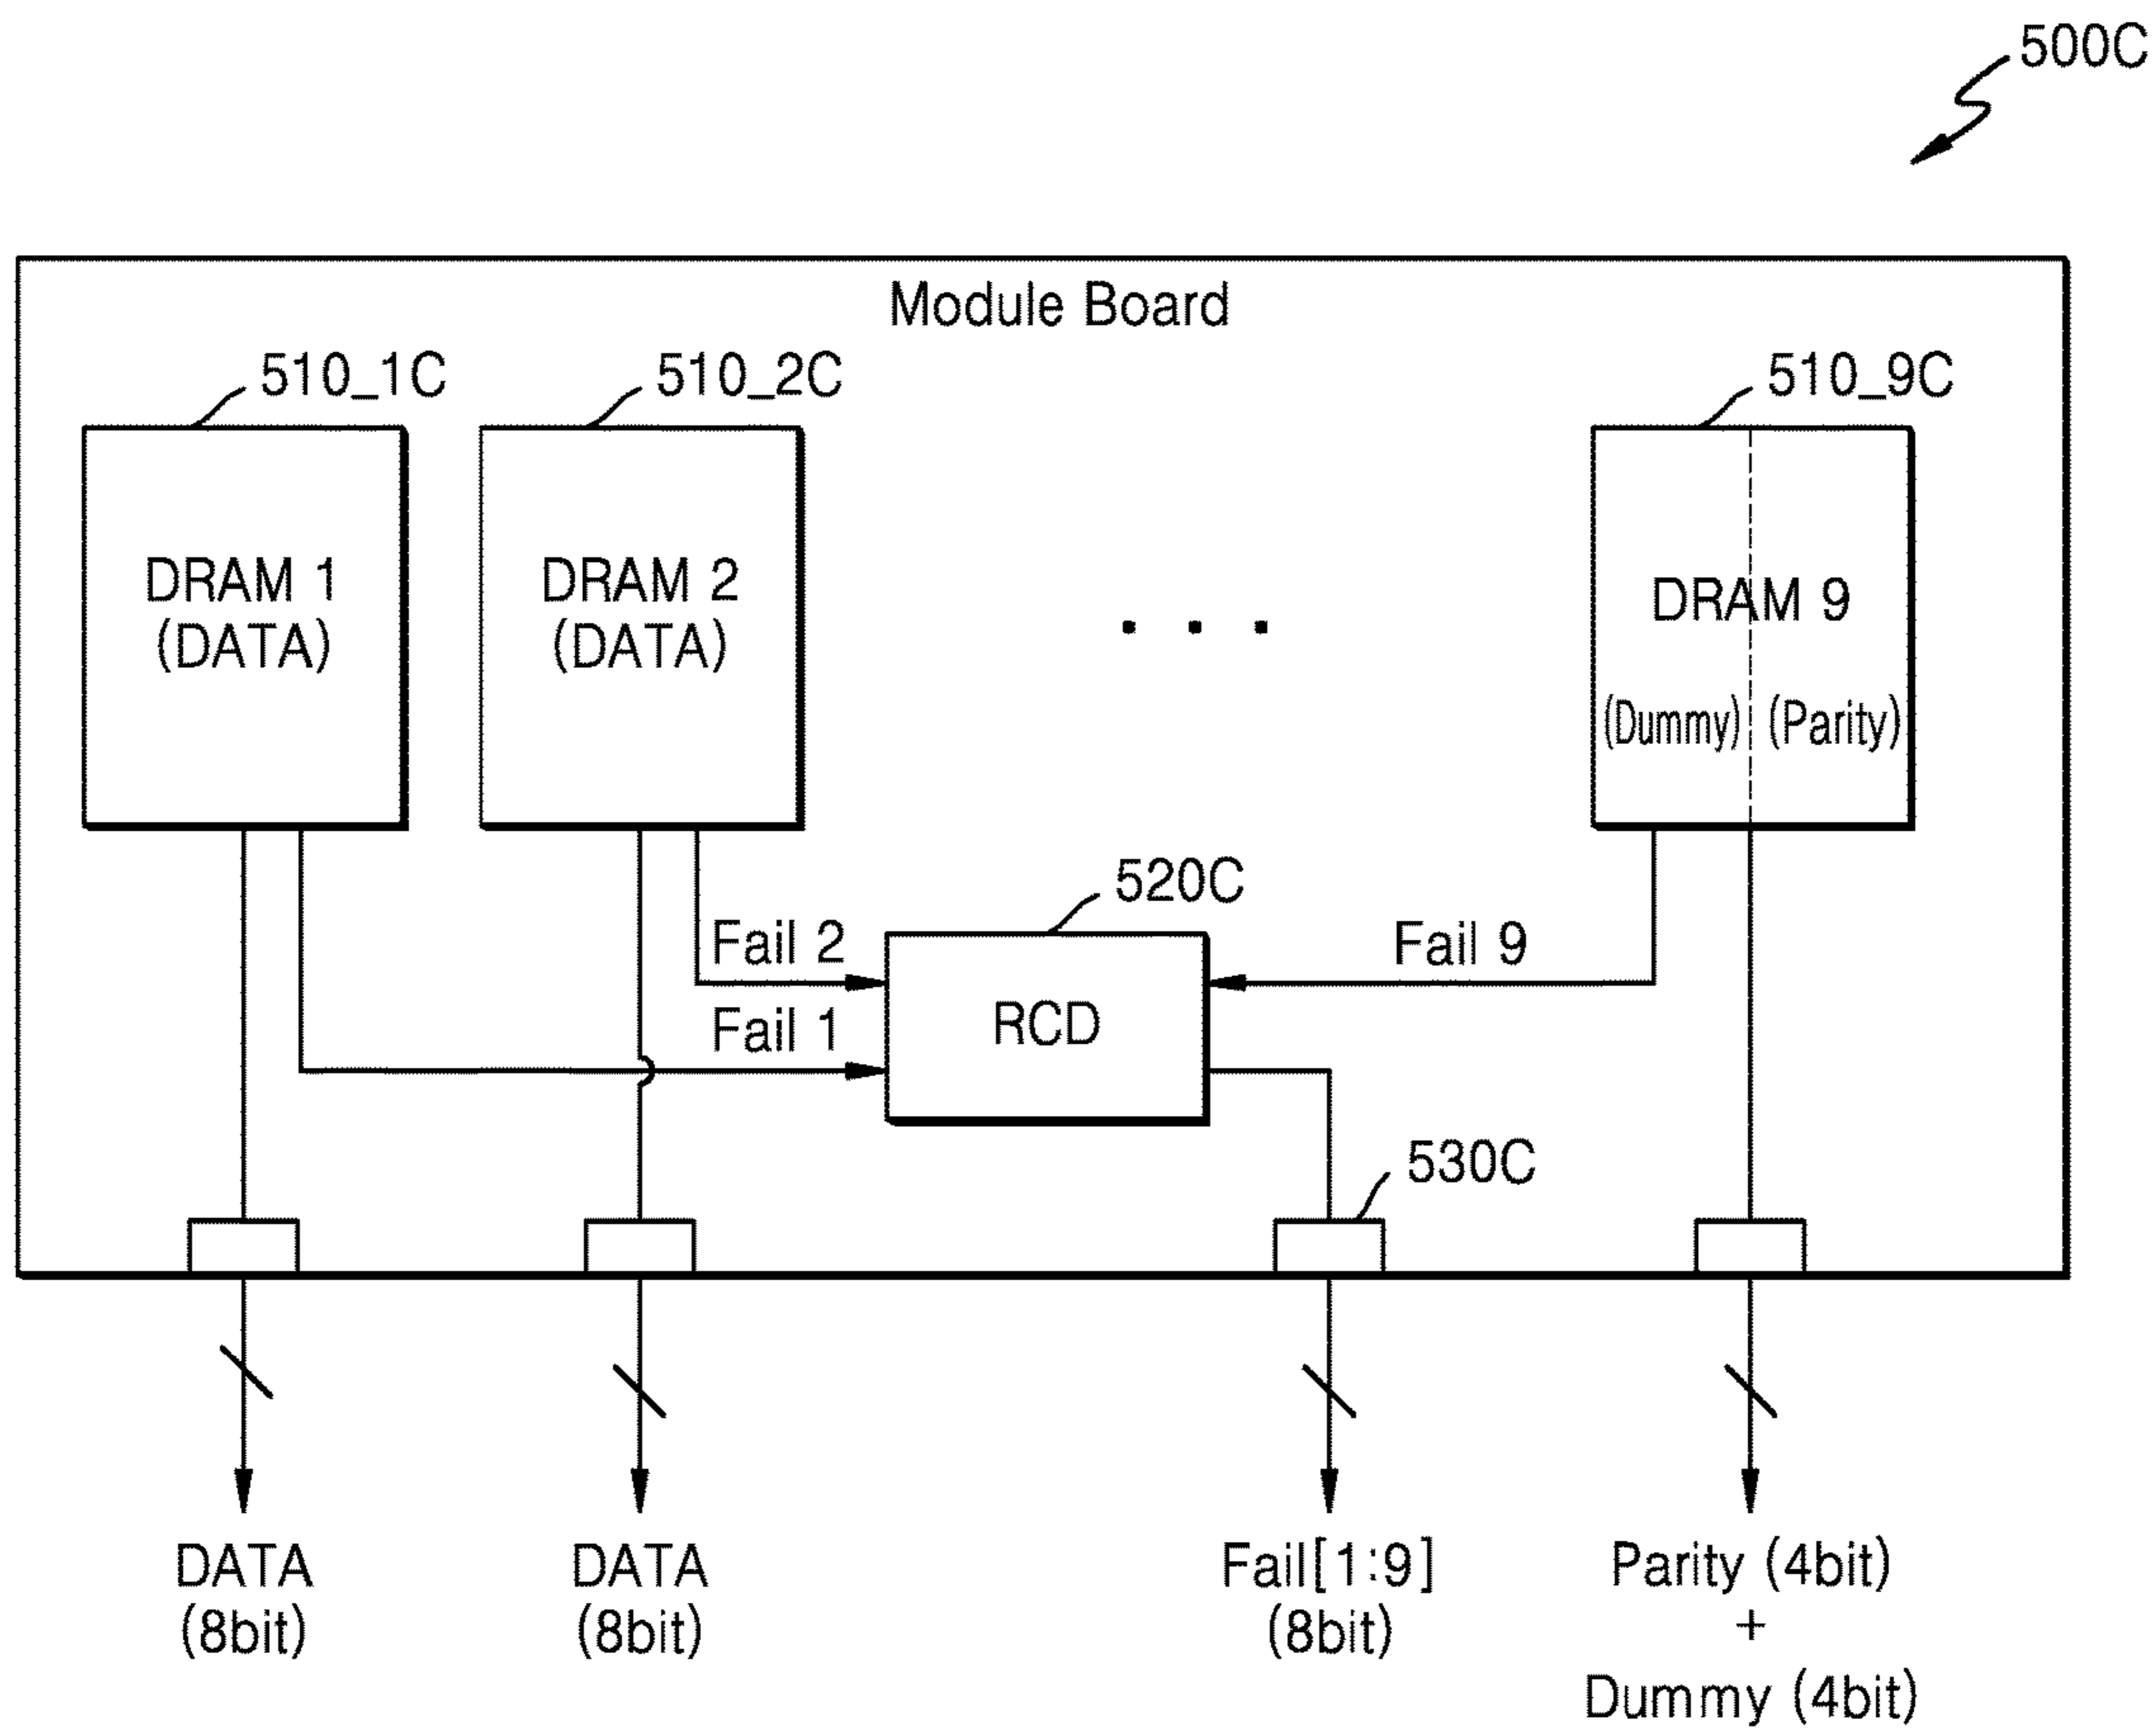 500C
Module Board
510_1C
510_2C
510_9C
DRAM 1
(DATA)
DRAM 2
(DATA)
. . .
DRAM 9
(Dummy) (Parity)
520C
Fail 2
Fail 9
Fail 1
RCD
530C
DATA
(8bit)
DATA
(8bit)
Fail[1:9]
(8bit)
Parity (4bit)
+
Dummy (4bit)